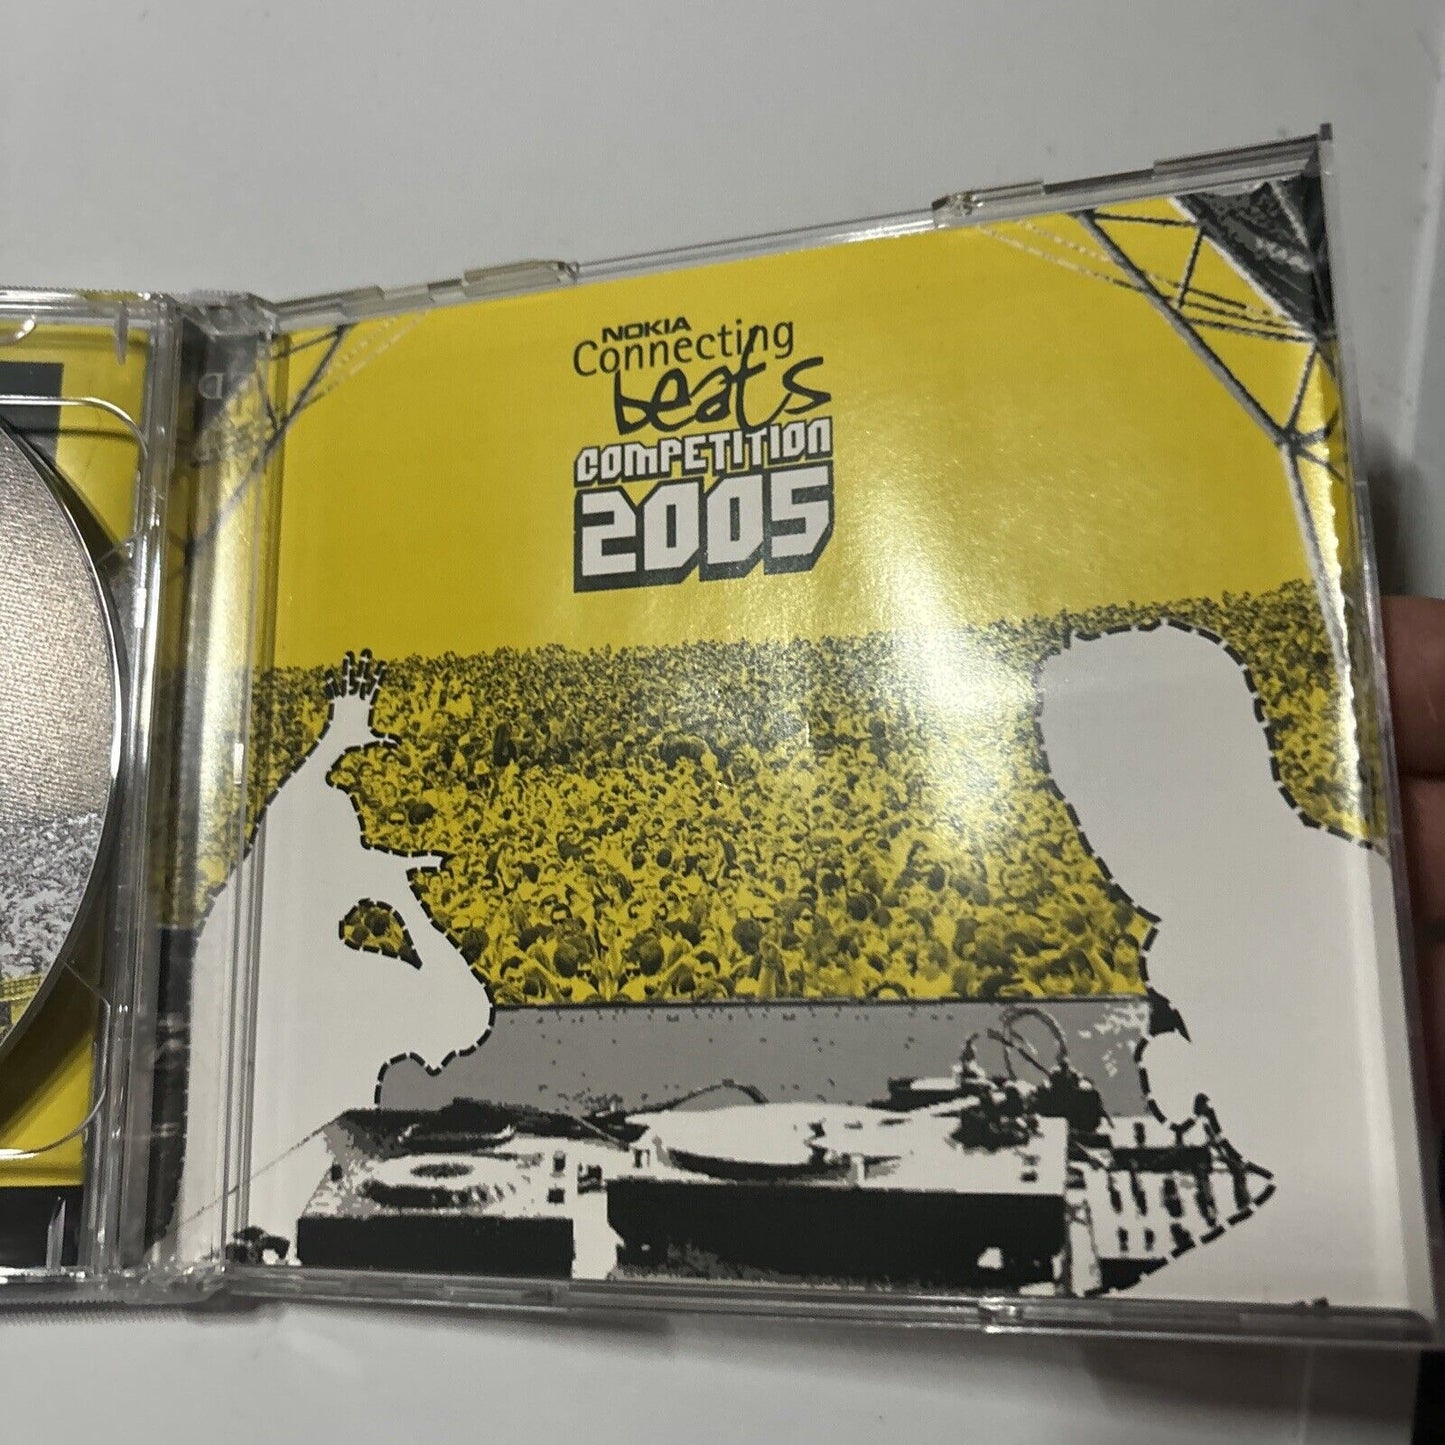 NOKIA
Connecting
beats
COMPETITION
2005